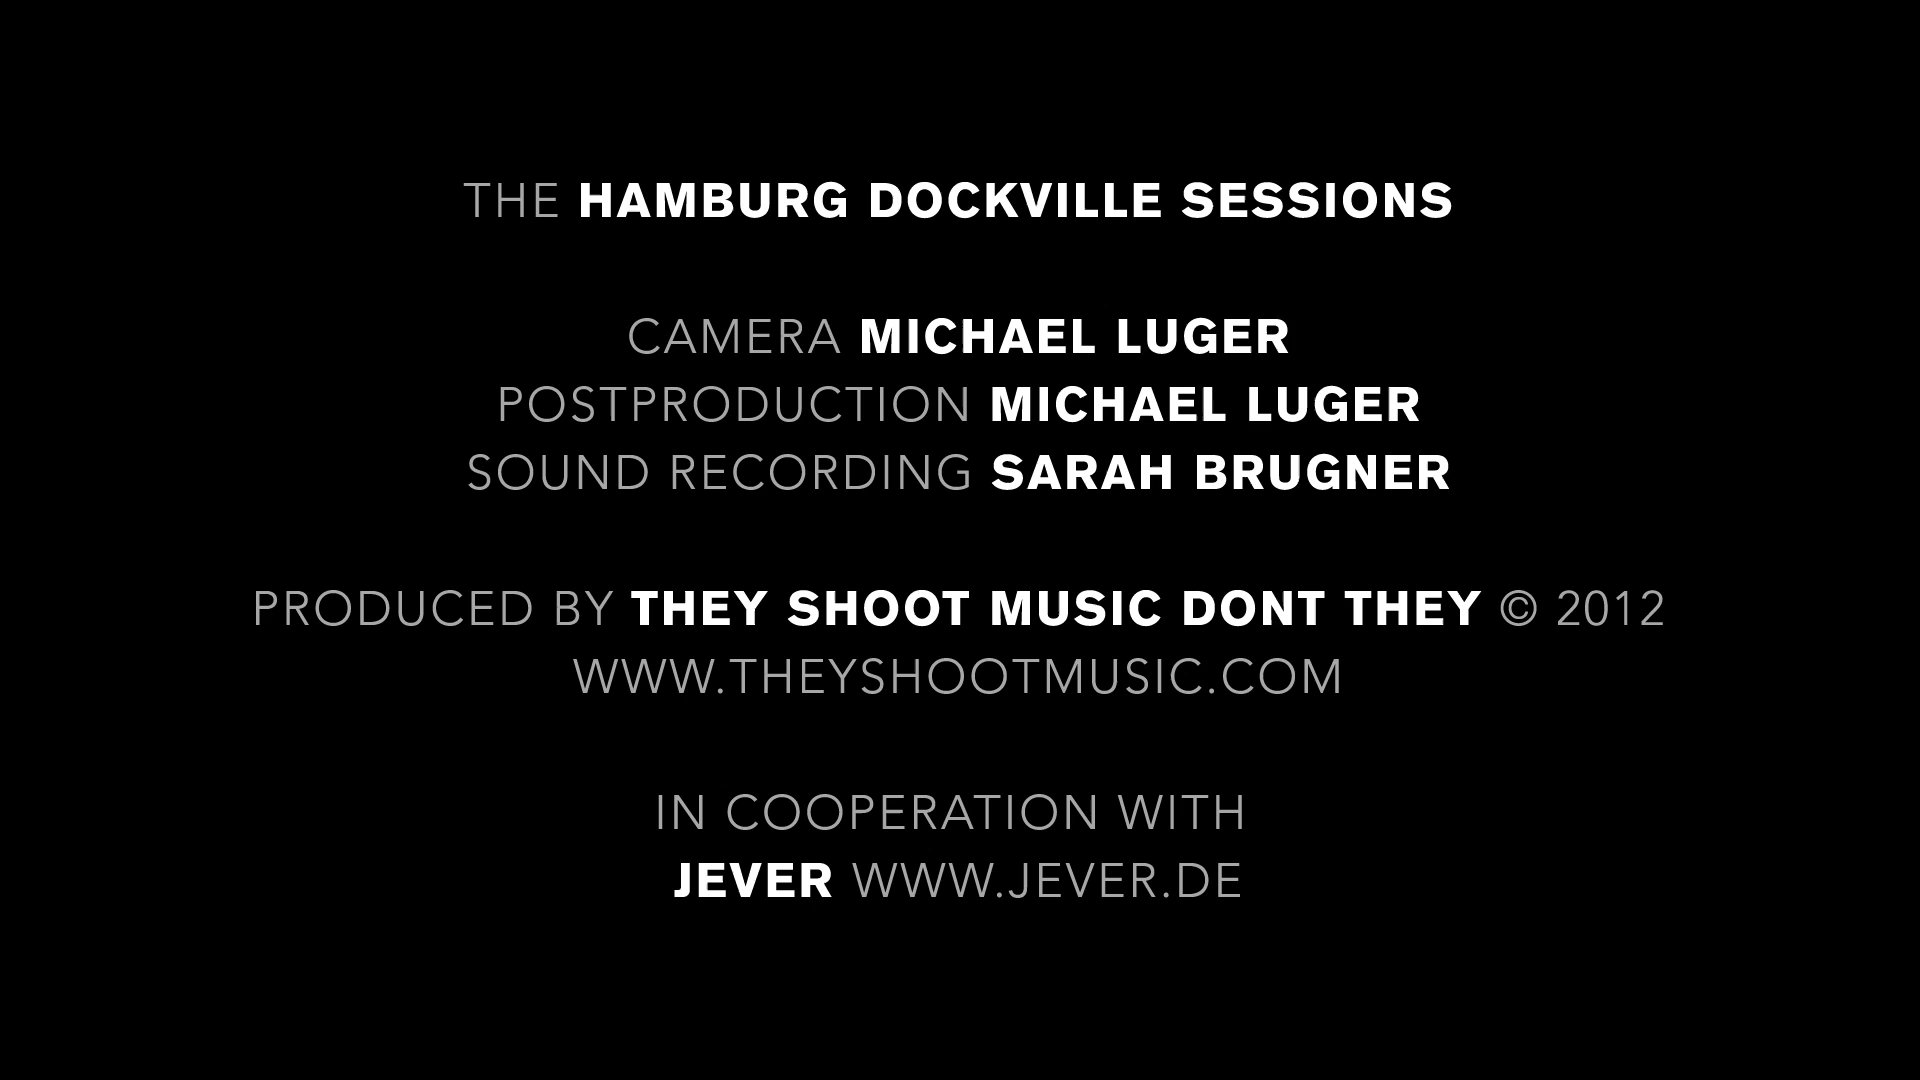 THE HAMBURG DOCKVILLE SESSIONS
CAMERA MICHAEL LUGER
POSTPRODUCTION MICHAEL LUGER
SOUND RECORDING SARAH BRUGNER
PRODUCED BY THEY SHOOT MUSIC DONT THEY © 2012
WWW.THEYSHOOTMUSIC.COM
IN COOPERATION WITH
JEVER WWW.JEVER.DE